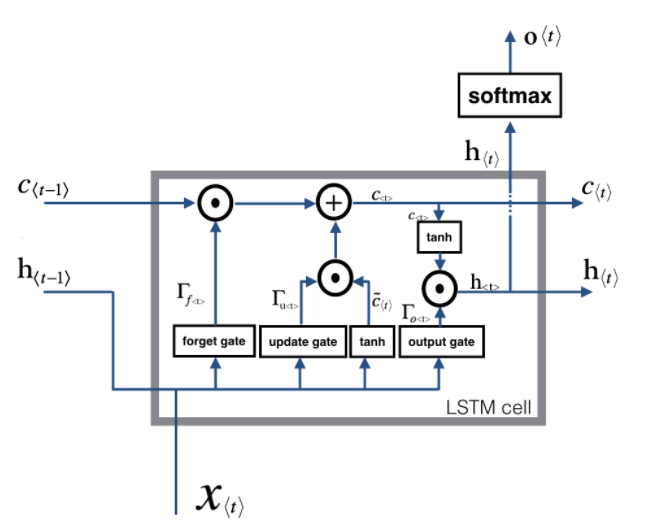 o⟨t⟩
softmax
h⟨t⟩
c⟨t−1⟩
c<t>
c⟨t⟩
c<t>
tanh
h⟨t−1⟩
h<t>
h⟨t⟩
Γf<t>
Γu<t>
c̃⟨t⟩
Γo<t>
forget gate
update gate
tanh
output gate
LSTM cell
x⟨t⟩